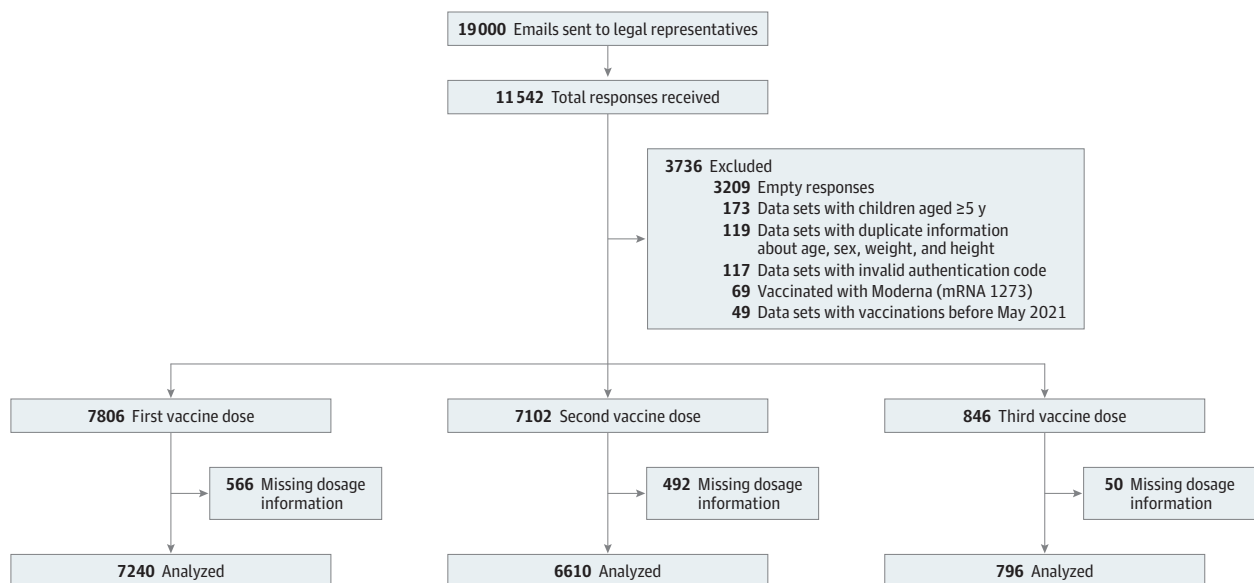 19000 Emails sent to legal representatives
11542 Total responses received
3736 Excluded
3209 Empty responses
173 Data sets with children aged ≥5 y
119 Data sets with duplicate information
about age, sex, weight, and height
117 Data sets with invalid authentication code
69 Vaccinated with Moderna (mRNA 1273)
49 Data sets with vaccinations before May 2021
7806 First vaccine dose
7102 Second vaccine dose
846 Third vaccine dose
566 Missing dosage
information
492 Missing dosage
information
50 Missing dosage
information
7240 Analyzed
6610 Analyzed
796 Analyzed